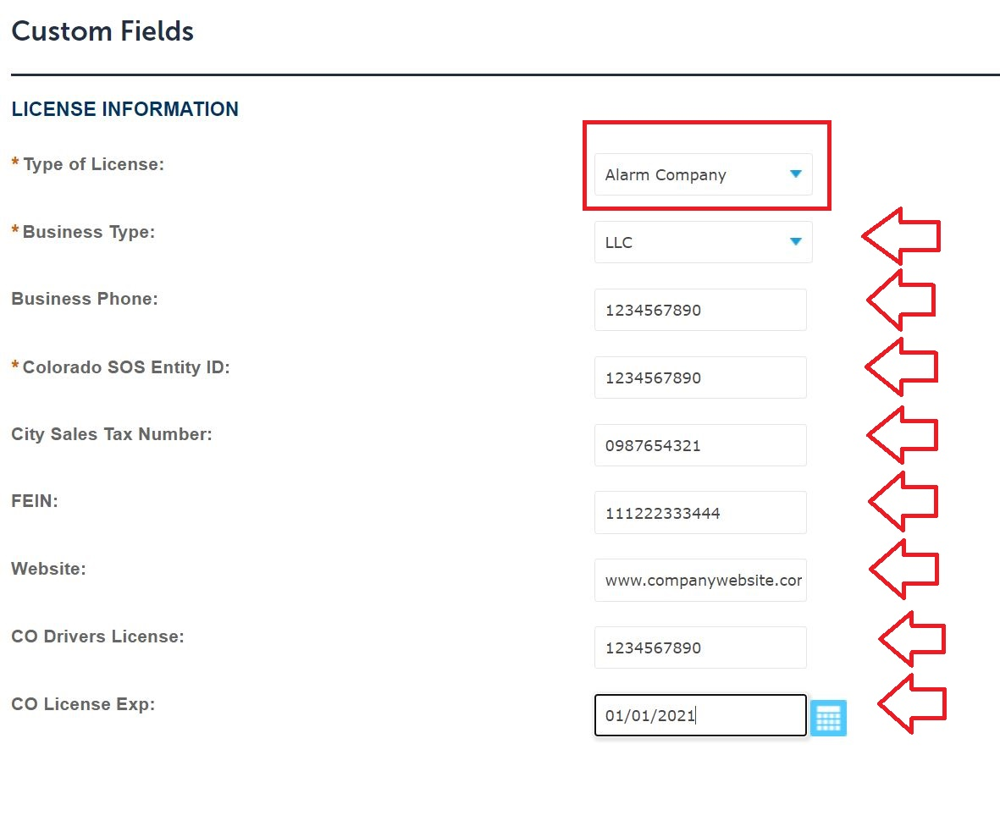 Custom Fields
LICENSE INFORMATION
* Type of License:
Alarm Company
* Business Type:
LLC
Business Phone:
1234567890
* Colorado SOS Entity ID:
1234567890
City Sales Tax Number:
0987654321
FEIN:
111222333444
Website:
www.companywebsite.cor
CO Drivers License:
1234567890
CO License Exp:
01/01/2021